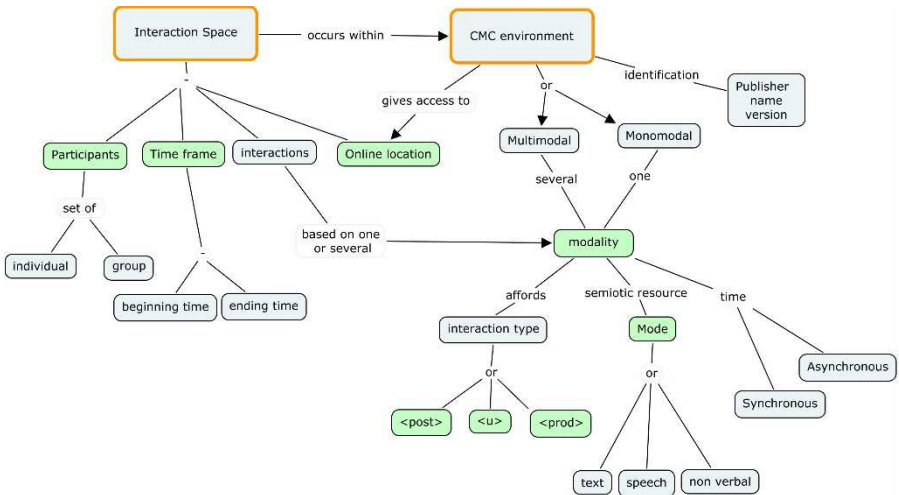 Interaction Space
occurs within
CMC environment
identification
Publisher
name
version
or
gives access to
Multimodal
Monomodal
-
Participants
Time frame
interactions
Online location
several
one
set of
based on one
or several
modality
individual
group
-
beginning time
ending time
affords
semiotic resource
time
interaction type
Mode
Asynchronous
or
or
Synchronous
<post>
<u>
<prod>
text
speech
non verbal